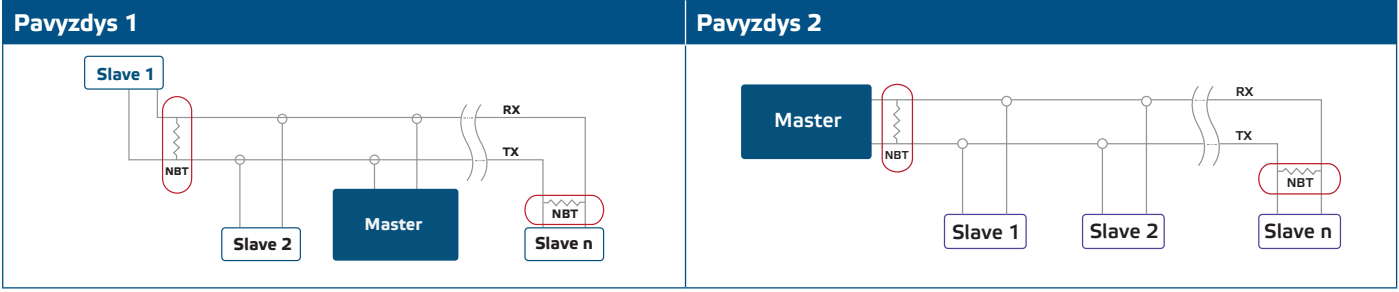 Pavyzdys 1
Slave 1
RX
TX
NBT
NBT
Master
Slave 2
Slave n
Pavyzdys 2
RX
Master
TX
NBT
NBT
Slave 1
Slave 2
Slave n